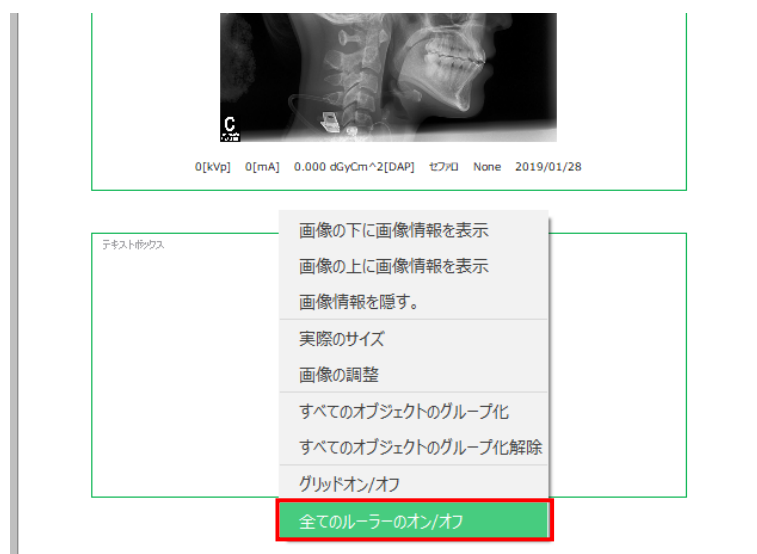 C
0[kVp] 0[mA] 0.000 dGyCm^2[DAP] セファロ None 2019/01/28
テキストボックス
画像の下に画像情報を表示
画像の上に画像情報を表示
画像情報を隠す。
実際のサイズ
画像の調整
すべてのオブジェクトのグループ化
すべてのオブジェクトのグループ化解除
グリッドオン/オフ
全てのルーラーのオン/オフ